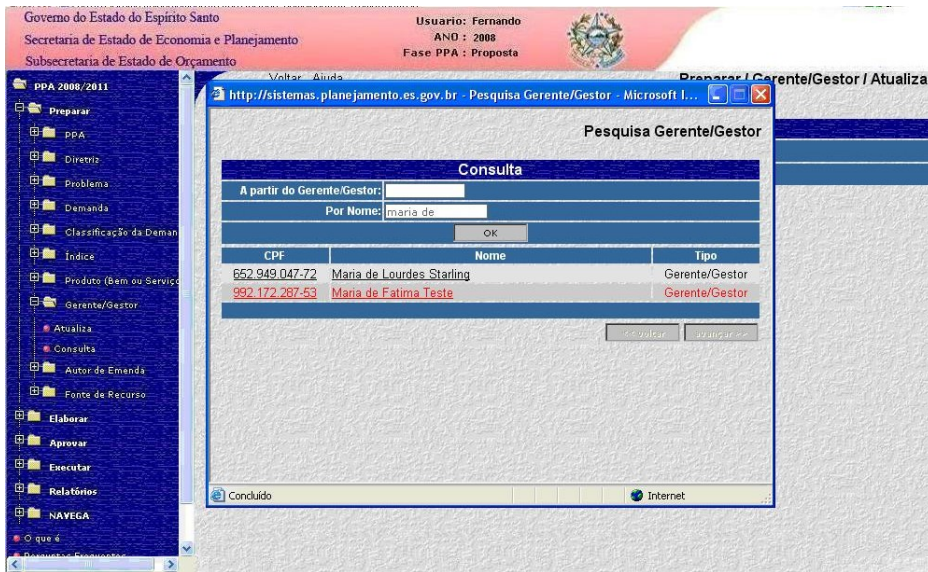 Governo do Estado do Espírito Santo
Secretaria de Estado de Economia e Planejamento
Subsecretaria de Estado de Orçamento
Usuario: Fernando
ANO : 2008
Fase PPA : Proposta
Voltar Ajuda
Preparar / Gerente/Gestor / Atualiza
PPA 2008/2011
Preparar
PPA
Diretriz
Problema
Demanda
Classificação da Deman
Índice
Produto (Bem ou Serviço
Gerente/Gestor
Atualiza
Consulta
Autor de Emenda
Fonte de Recurso
Elaborar
Aprovar
Executar
Relatórios
NAVEGA
O que é
Perguntas Frequentes
http://sistemas.planejamento.es.gov.br - Pesquisa Gerente/Gestor - Microsoft I...
Pesquisa Gerente/Gestor
Consulta
A partir do Gerente/Gestor:
Por Nome: maria de
OK
CPF Nome Tipo
652.949.047-72 Maria de Lourdes Starling Gerente/Gestor
992.172.287-53 Maria de Fatima Teste Gerente/Gestor
<< voltar avançar >>
Concluído Internet